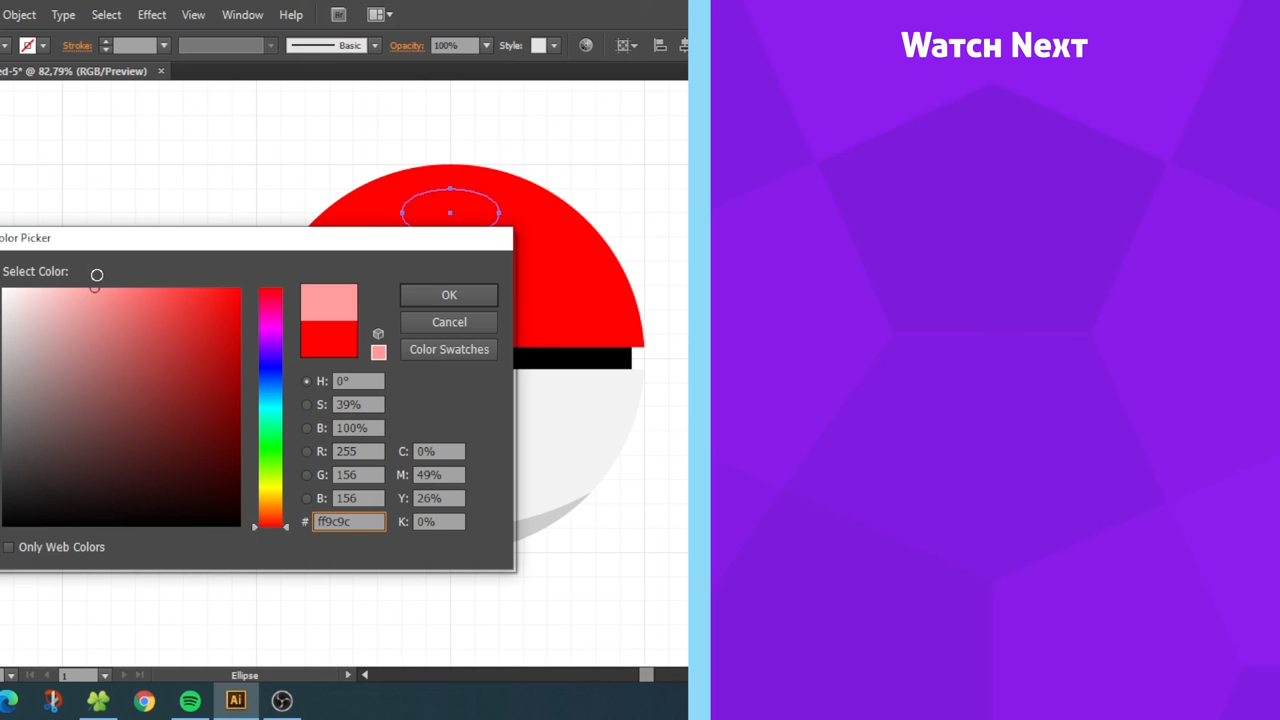 Object Type Select Effect View Window Help Br
Stroke: Basic Opacity: 100% Style:
ed-5* @ 82,79% (RGB/Preview) ×
Watch Next
olor Picker
Select Color:
OK
Cancel
Color Swatches
H: 0°
S: 39%
B: 100%
R: 255 C: 0%
G: 156 M: 49%
B: 156 Y: 26%
# ff9c9c K: 0%
Only Web Colors
1 Ellipse
Ai